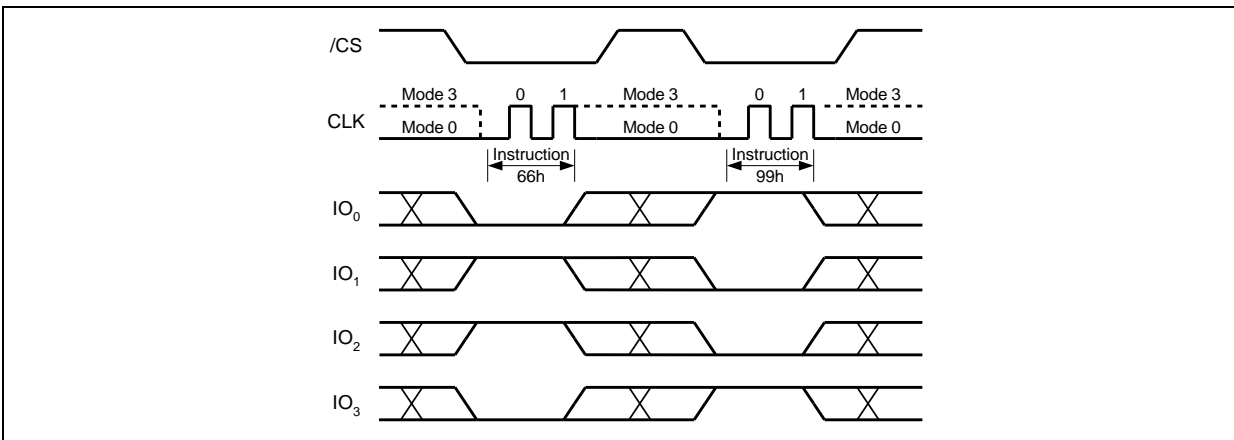 /CS
Mode 3 0 1 Mode 3 0 1 Mode 3
CLK
Mode 0 Mode 0 Mode 0
Instruction Instruction
66h 99h
IO0
IO1
IO2
IO3